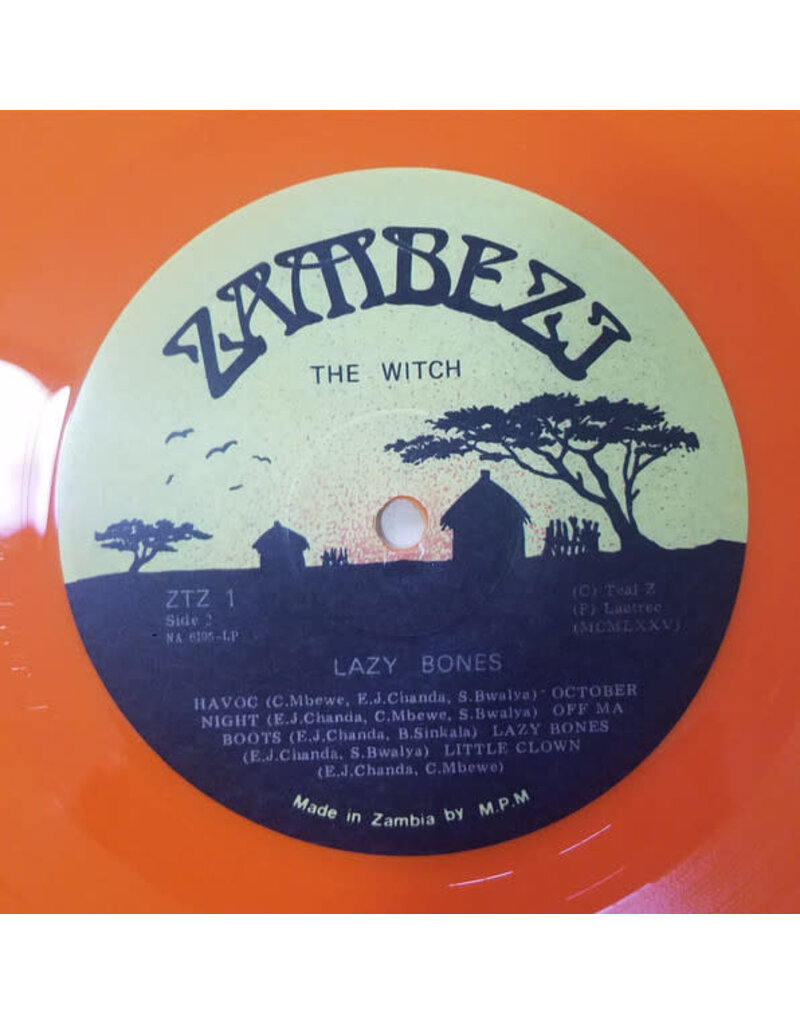 ZAMBEZI
THE WITCH
ZTZ 1
Side 2
NA 6195-LP
(C) Teal Z
(P) Lautrec
(MCMLXXV)
LAZY BONES
HAVOC (C.Mbewe, E.J.Chanda, S.Bwalya) - OCTOBER
NIGHT (E.J.Chanda, C.Mbewe, S.Bwalya) OFF MA
BOOTS (E.J.Chanda, B.Sinkala) LAZY BONES
(E.J.Chanda, S.Bwalya) LITTLE CLOWN
(E.J.Chanda, C.Mbewe)
Made in Zambia by M.P.M